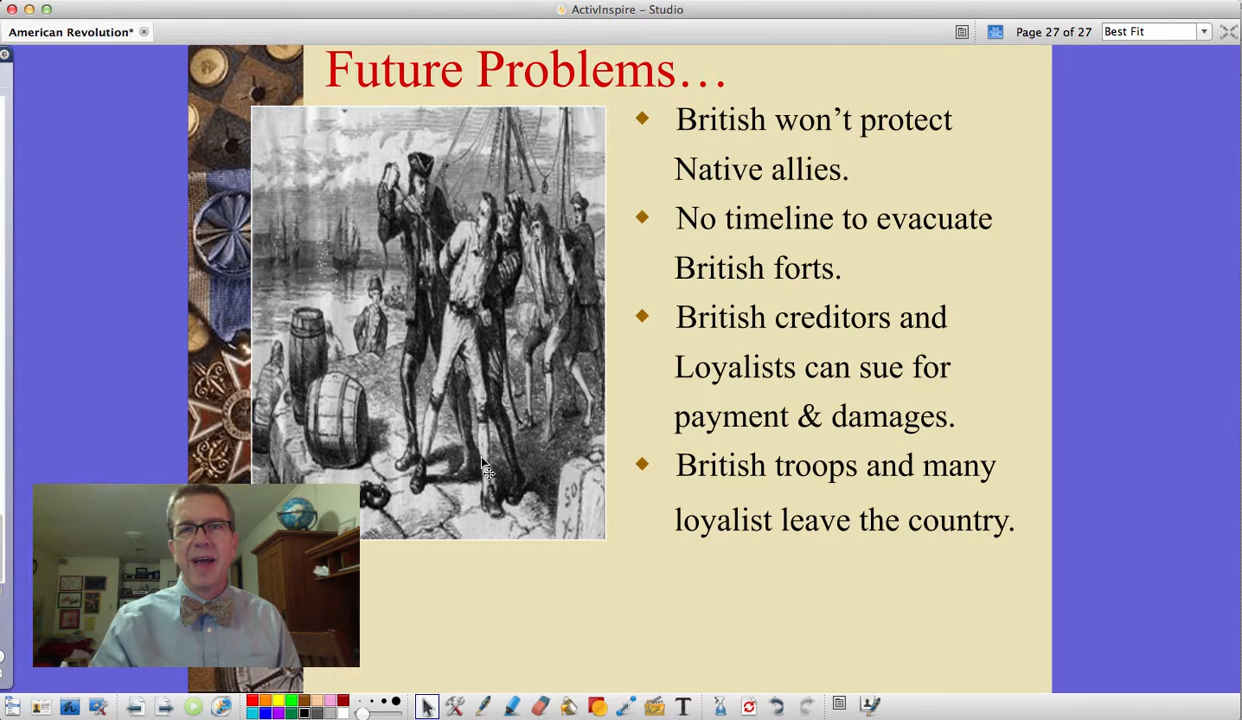 ActivInspire – Studio
American Revolution*
Page 27 of 27
Best Fit
Future Problems…
British won’t protect
Native allies.
No timeline to evacuate
British forts.
British creditors and
Loyalists can sue for
payment & damages.
British troops and many
loyalist leave the country.
T